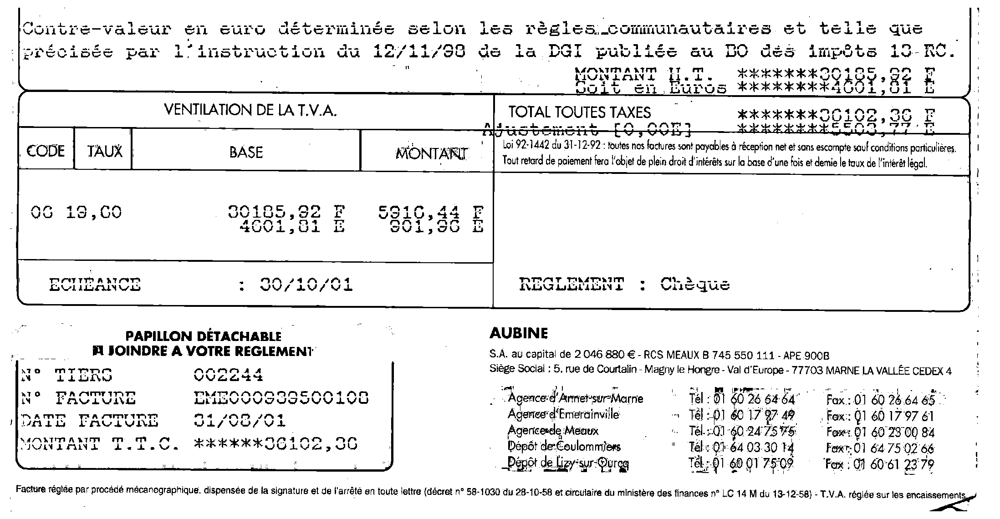 Contre-valeur en euro déterminée selon les règles communautaires et telle que
précisée par l'instruction du 12/11/98 de la DGI publiée au BO des impôts 13 RC.
MONTANT H.T. *******30185,92 F
Soit en Euros ********4601,81 E
VENTILATION DE LA T.V.A.
TOTAL TOUTES TAXES *******36102,36 F
Ajustement [0,00E] ********5503,77 E
CODE TAUX BASE MONTANT
Loi 92-1442 du 31-12-92 : toutes nos factures sont payables à réception net et sans escompte sauf conditions particulières.
Tout retard de paiement fera l'objet de plein droit d'intérêts sur la base d'une fois et demie le taux de l'intérêt légal.
06 19,60 30185,92 F 5916,44 F
4601,81 E 901,96 E
ECHEANCE : 30/10/01
REGLEMENT : Chèque
PAPILLON DÉTACHABLE
A JOINDRE A VOTRE REGLEMENT
N° TIERS 002244
N° FACTURE
DATE FACTURE 31/08/01
MONTANT T.T.C. ******36102,36
AUBINE
S.A. au capital de 2 046 880 € - RCS MEAUX B 745 550 111 - APE 900B
Siège Social : 5, rue de Courtalin - Magny le Hongre - Val d'Europe - 77703 MARNE LA VALLÉE CEDEX 4
Agence d'Annet-sur-Marne Tél : 01 60 26 64 64 Fax : 01 60 26 64 65
Agence d'Emerainville Tél : 01 60 17 97 49 Fax : 01 60 17 97 61
Agence de Meaux Tél : 01 60 24 75 75 Fax : 01 60 23 00 84
Dépôt de Coulommiers Tél : 01 64 03 30 14 Fax : 01 64 75 02 66
Dépôt de Lizy-sur-Ourcq Tél : 01 60 01 75 09 Fax : 01 60 61 23 79
Facture réglée par procédé mécanographique, dispensée de la signature et de l'arrêté en toute lettre (décret n° 58-1030 du 28-10-58 et circulaire du ministère des finances n° LC 14 M du 13-12-58) - T.V.A. réglée sur les encaissements